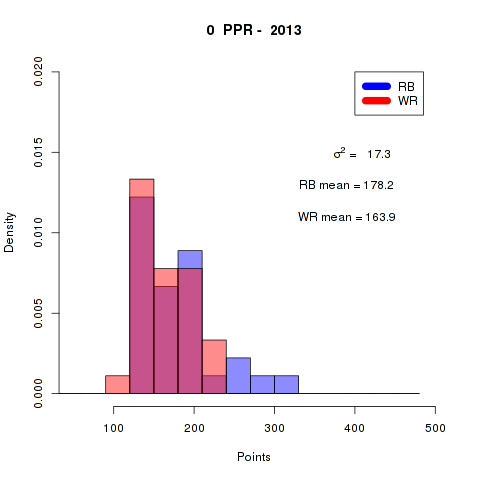 0 PPR - 2013
RB
WR
σ² = 17.3
RB mean = 178.2
WR mean = 163.9
Density
0.020
0.015
0.010
0.005
0.000
100 200 300 400 500
Points